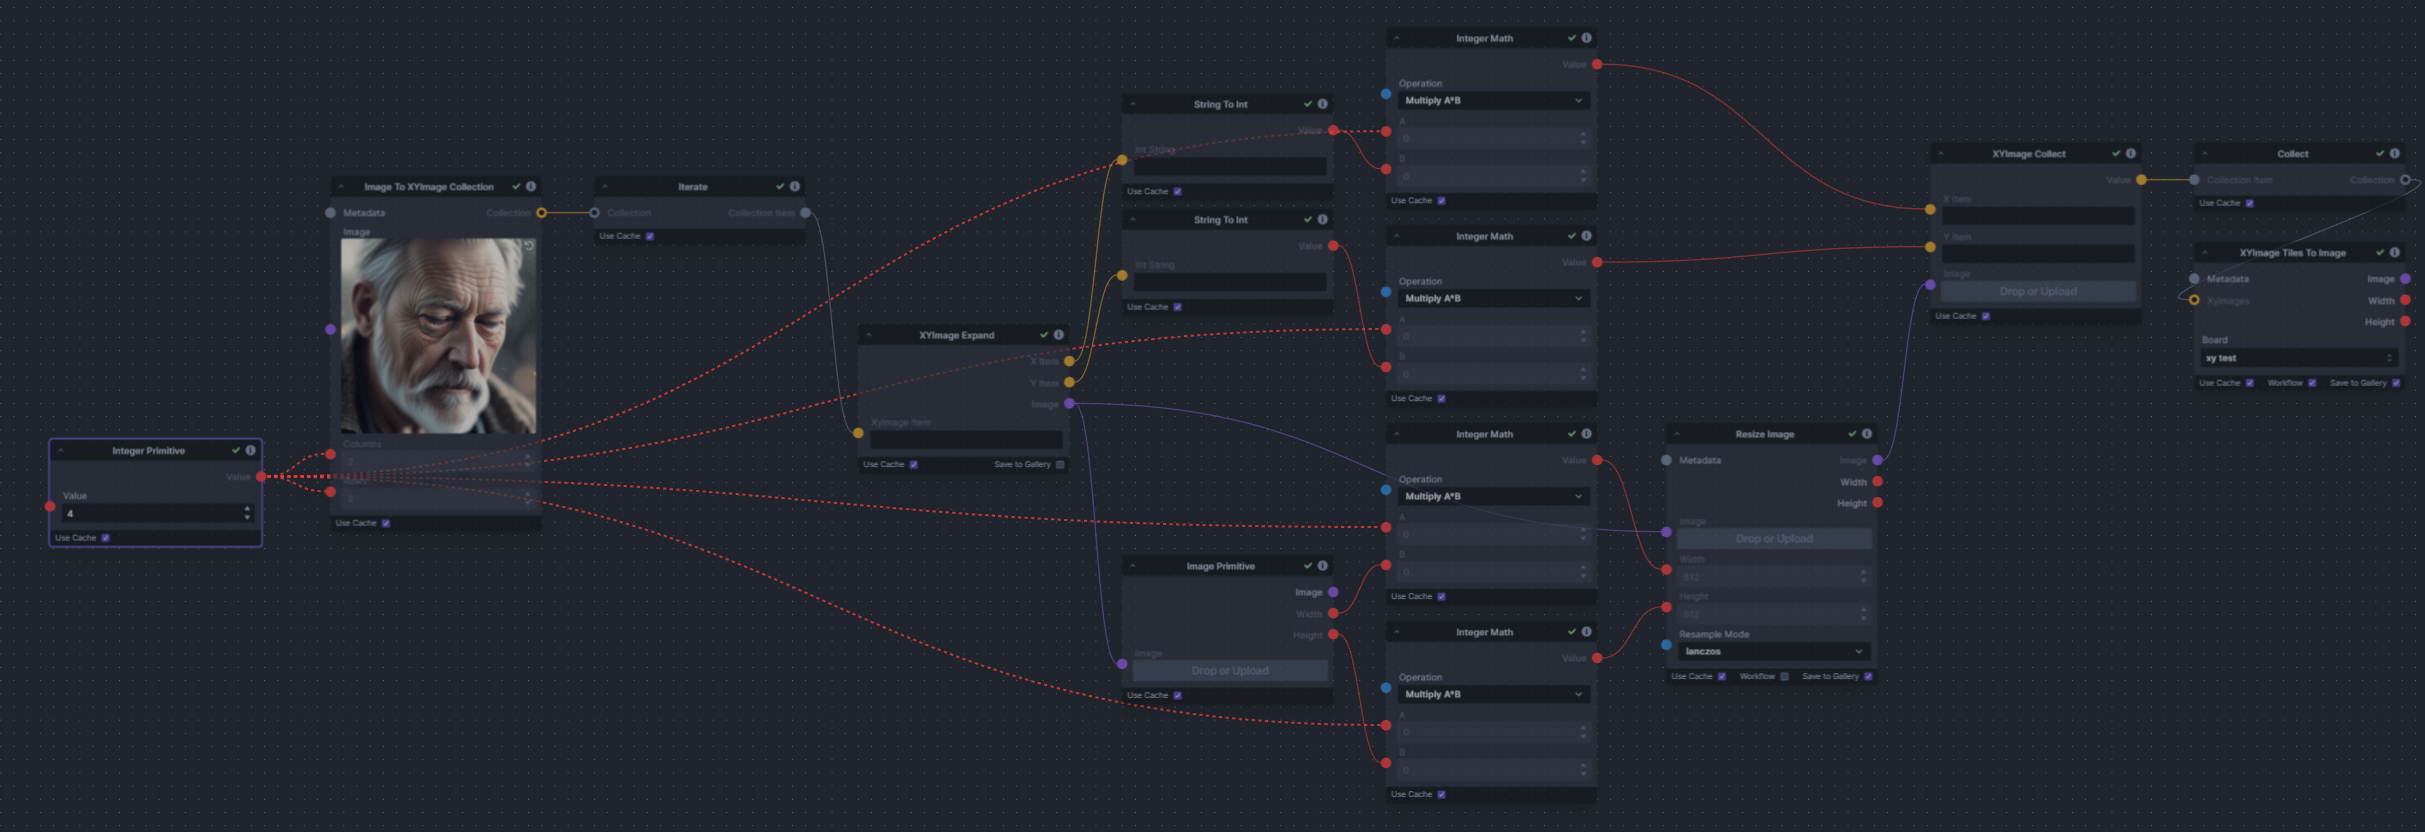 Integer Primitive
Value
Value
4
Use Cache
Image To XYImage Collection
Metadata
Collection
Image
Columns
2
2
Use Cache
Iterate
Collection
Collection Item
Use Cache
XYImage Expand
X Item
Y Item
Image
Xyimage Item
Use Cache
Save to Gallery
String To Int
Value
Int String
Use Cache
String To Int
Value
Int String
Use Cache
Image Primitive
Image
Width
Height
Image
Drop or Upload
Use Cache
Integer Math
Value
Operation
Multiply A*B
A
0
B
0
Use Cache
Integer Math
Value
Operation
Multiply A*B
A
0
B
0
Use Cache
Integer Math
Value
Operation
Multiply A*B
A
0
B
0
Use Cache
Integer Math
Value
Operation
Multiply A*B
A
0
B
0
Use Cache
Resize Image
Metadata
Image
Width
Height
Image
Drop or Upload
Width
512
Height
512
Resample Mode
lanczos
Use Cache
Workflow
Save to Gallery
XYImage Collect
Value
X Item
Y Item
Image
Drop or Upload
Use Cache
Collect
Collection Item
Collection
Use Cache
XYImage Tiles To Image
Metadata
Image
Xyimages
Width
Height
Board
xy test
Use Cache
Workflow
Save to Gallery